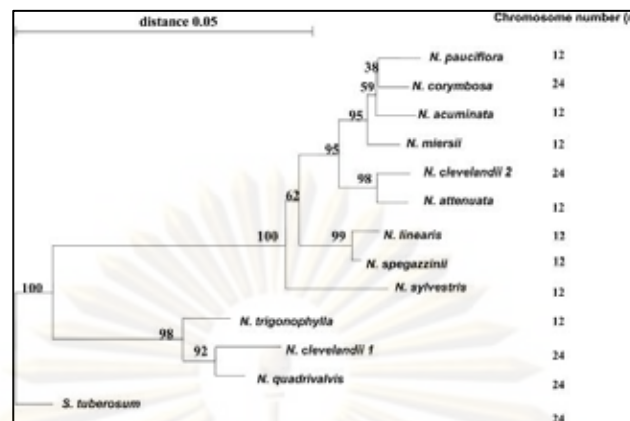 distance 0.05 Chromosome number (
N. pauciflora 12
38
N. corymbosa 24
59
N. acuminata 12
95
N. miersii 12
95
N. clevelandii 2 24
98
N. attenuata 12
62
N. linearis 12
100 99
N. spegazzinii 12
N. sylvestris 12
100
N. trigonophylla 12
98
N. clevelandii 1 24
92
N. quadrivalvis 24
S. tuberosum 24